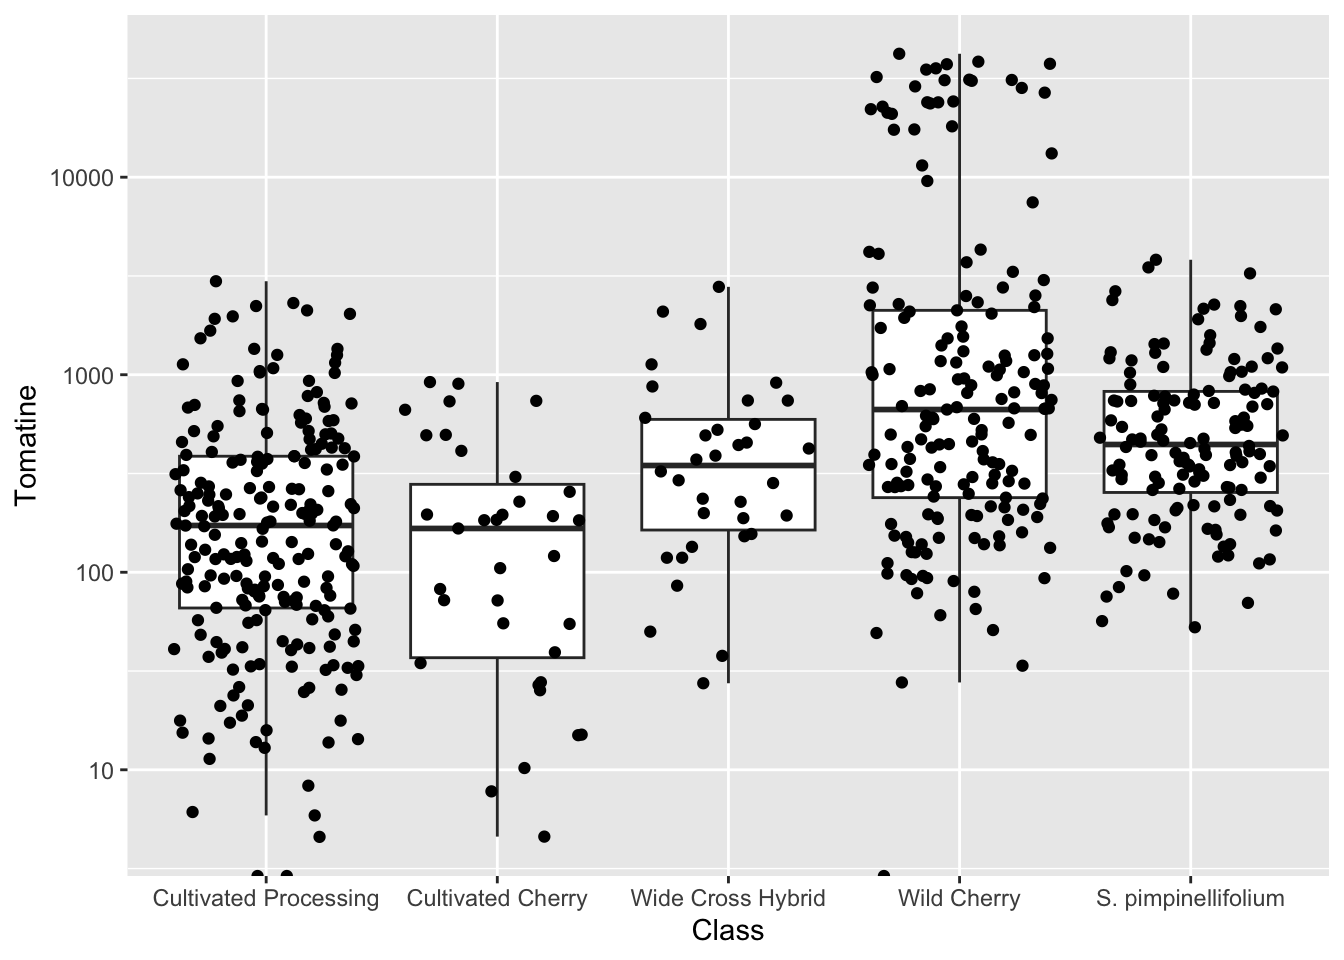 Tomatine
10000
1000
100
10
Cultivated Processing
Cultivated Cherry
Wide Cross Hybrid
Wild Cherry
S. pimpinellifolium
Class